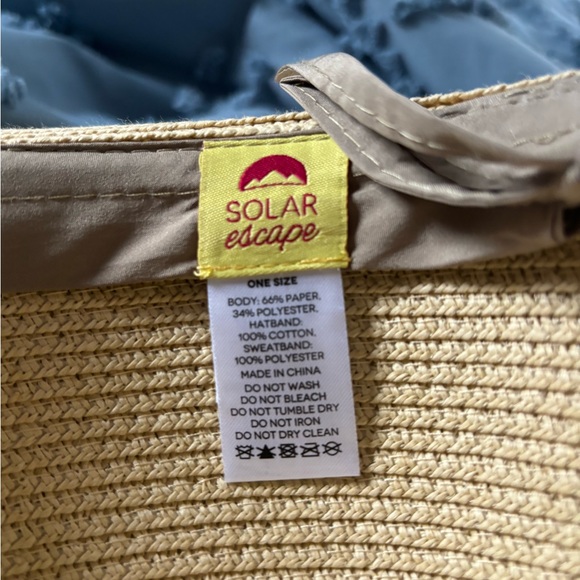 SOLAR
escape
ONE SIZE
BODY: 66% PAPER,
34% POLYESTER,
HATBAND:
100% COTTON.
SWEATBAND:
100% POLYESTER
MADE IN CHINA
DO NOT WASH
DO NOT BLEACH
DO NOT TUMBLE DRY
DO NOT IRON
DO NOT DRY CLEAN